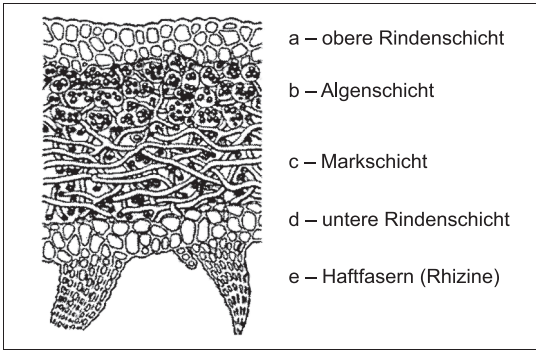 a – obere Rindenschicht
b – Algenschicht
c – Markschicht
d – untere Rindenschicht
e – Haftfasern (Rhizine)